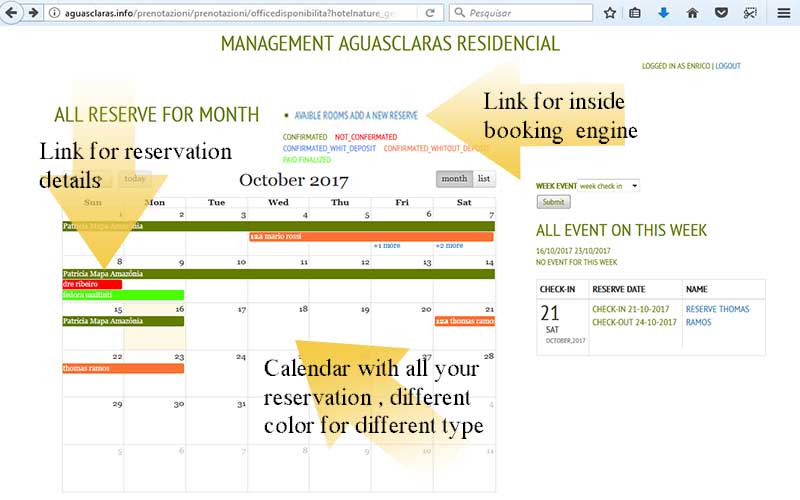 aguasclaras.info/prenotazioni/prenotazioni/officedisponibilita?hotelnature_ge
Pesquisar
MANAGEMENT AGUASCLARAS RESIDENCIAL
LOGGED IN AS ENRICO | LOGOUT
ALL RESERVE FOR MONTH
AVAIBLE ROOMS ADD A NEW RESERVE
Link for inside
booking engine
CONFIRMATED NOT_CONFERMATED
CONFIRMATED_WHIT_DEPOSIT CONFIRMATED_WHITOUT_DEPOSIT
PAID FINALIZED
Link for reservation
details
today
October 2017
month list
Sun Mon Tue Wed Thu Fri Sat
1 2 3 4 5 6 7
Patricia Mapa Amazônia
12a mario rossi
+1 more +2 more
8 9 10 11 12 13 14
Patricia Mapa Amazônia
dre ribeiro
fedora maltinti
15 16 17 18 19 20 21
Patricia Mapa Amazônia
12a thomas ramo
22 23 24 25 26 27 28
thomas ramos
29 30 31 1 2 3 4
5 6 7 8 9 10 11
Calendar with all your
reservation , different
color for different type
WEEK EVENT week check in
Submit
ALL EVENT ON THIS WEEK
16/10/2017 23/10/2017
NO EVENT FOR THIS WEEK
CHECK-IN RESERVE DATE NAME
21 CHECK-IN 21-10-2017 RESERVE THOMAS
SAT CHECK-OUT 24-10-2017 RAMOS
OCTOBER,2017